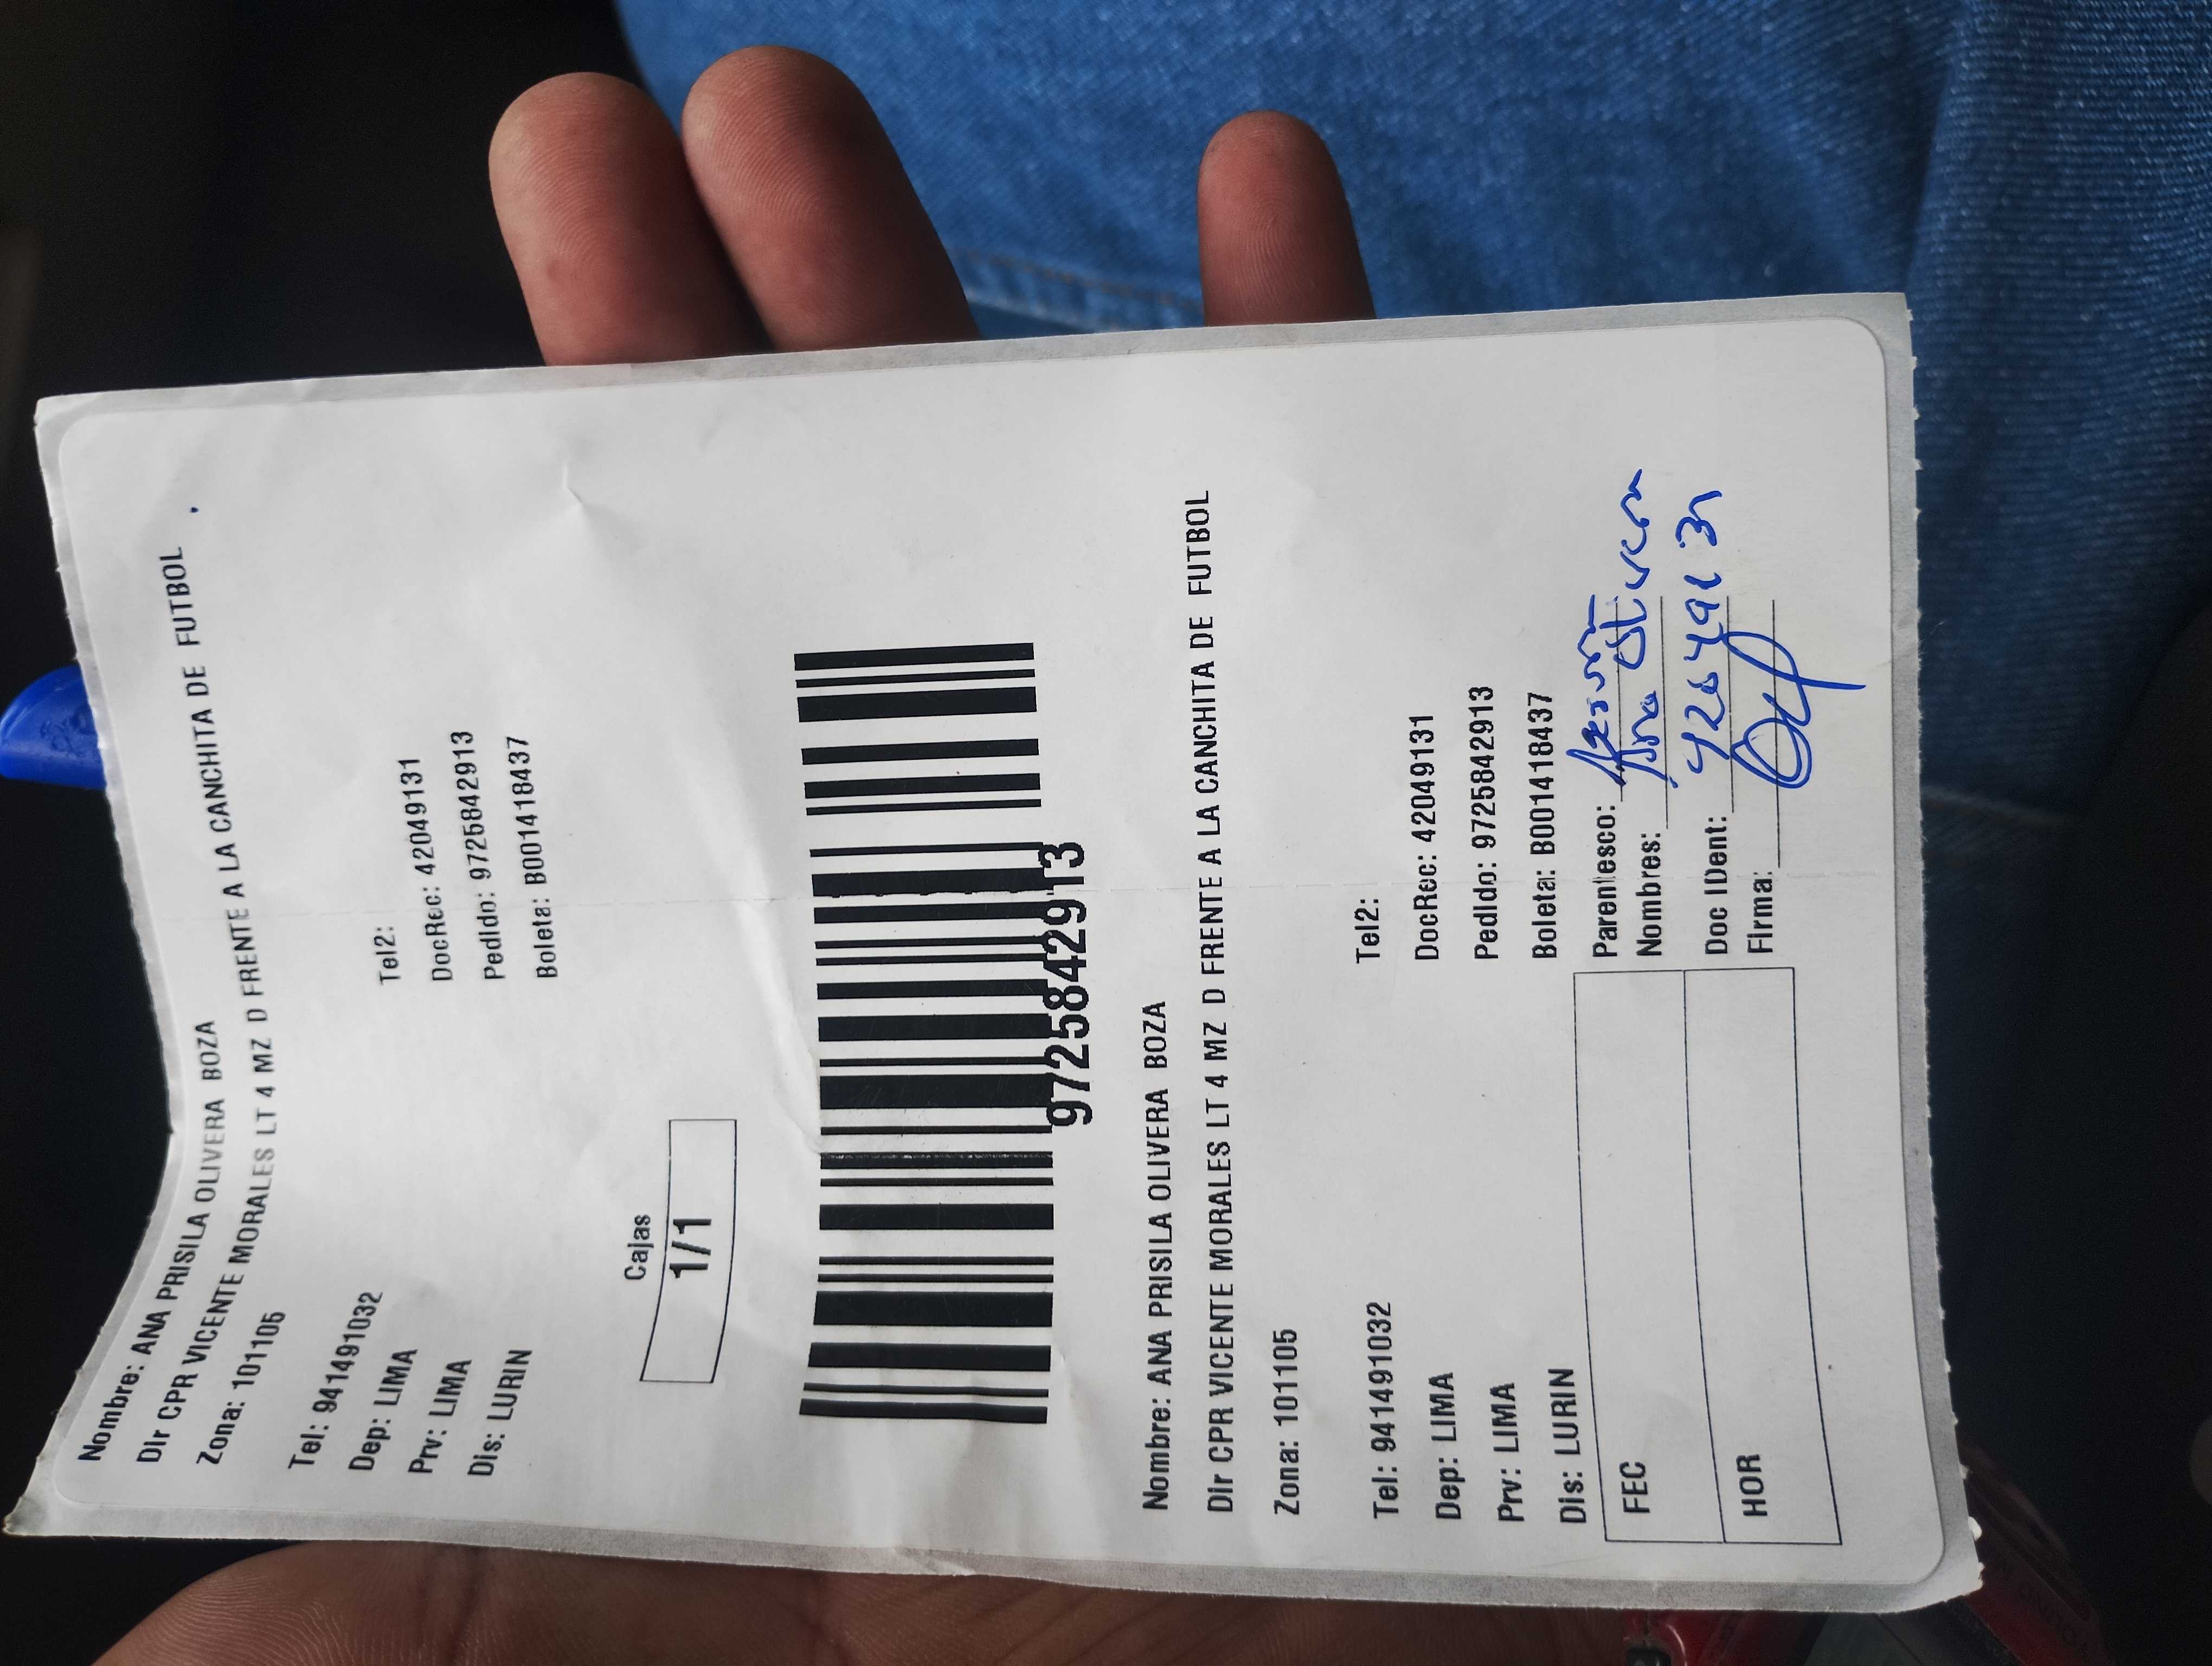 Nombre: ANA PRISILA OLIVERA BOZA
Dir CPR VICENTE MORALES LT 4 MZ D FRENTE A LA CANCHITA DE FUTBOL
Zona: 101105
Tel: 941491032 Tel2:
Dep: LIMA DocRec: 42049131
Prv: LIMA Pedido: 9725842913
Dis: LURIN Boleta: B001418437
Cajas
1/1
9725842913
Nombre: ANA PRISILA OLIVERA BOZA
Dir CPR VICENTE MORALES LT 4 MZ D FRENTE A LA CANCHITA DE FUTBOL
Zona: 101105
Tel: 941491032 Tel2:
Dep: LIMA DocRec: 42049131
Prv: LIMA Pedido: 9725842913
Dis: LURIN Boleta: B001418437
FEC Parentesco:
Nombres: Ana Olivera
HOR Doc IDent: 42049131
Firma: